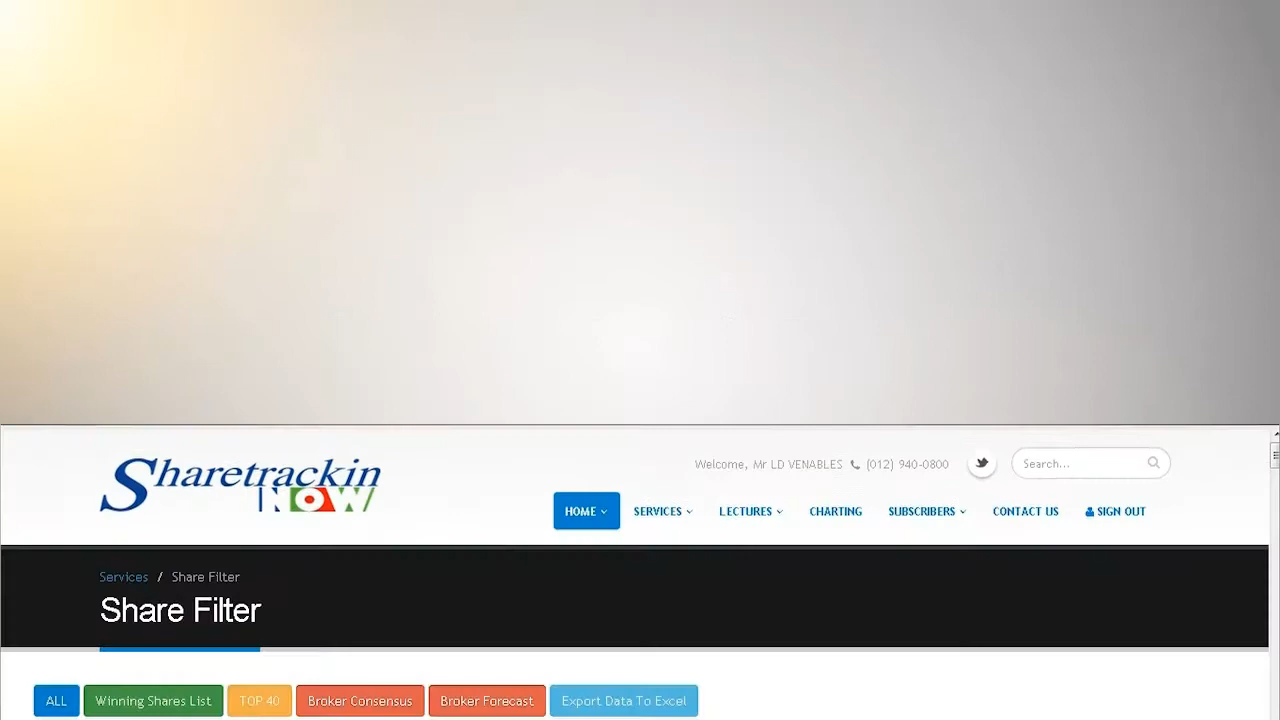 Sharetrackin
NOW
Welcome, Mr LD VENABLES (012) 940-0800
Search...
HOME SERVICES LECTURES CHARTING SUBSCRIBERS CONTACT US SIGN OUT
Services / Share Filter
Share Filter
ALL Winning Shares List TOP 40 Broker Consensus Broker Forecast Export Data To Excel